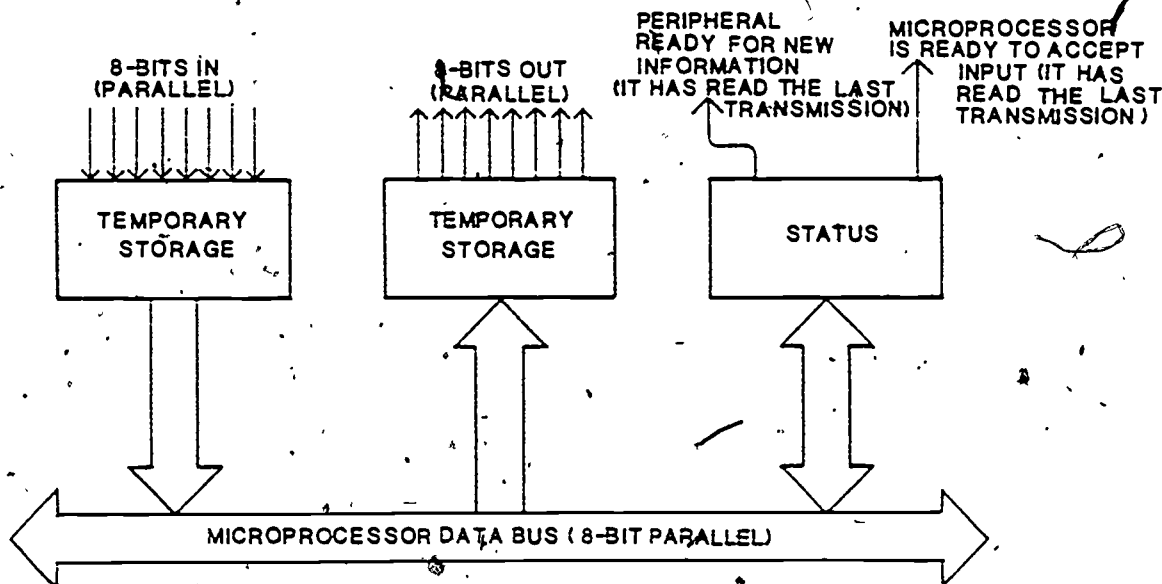 8-BITS IN
(PARALLEL)
8-BITS OUT
(PARALLEL)
PERIPHERAL
READY FOR NEW
INFORMATION
(IT HAS READ THE LAST
TRANSMISSION)
MICROPROCESSOR
IS READY TO ACCEPT
INPUT (IT HAS
READ THE LAST
TRANSMISSION)
TEMPORARY
STORAGE
TEMPORARY
STORAGE
STATUS
MICROPROCESSOR DATA BUS (8-BIT PARALLEL)